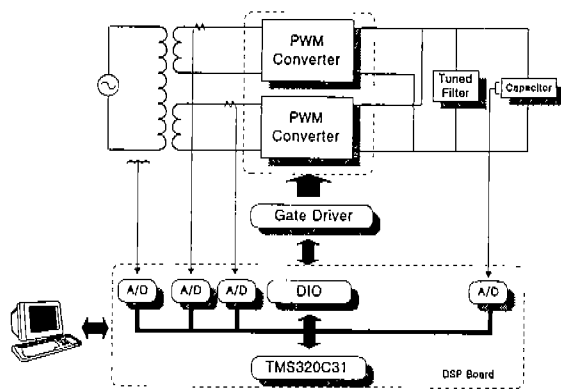 PWM
Converter
PWM
Converter
Tuned
Filter
Capacitor
Gate Driver
A/D
A/D
A/D
DIO
A/D
TMS320C31
DSP Board